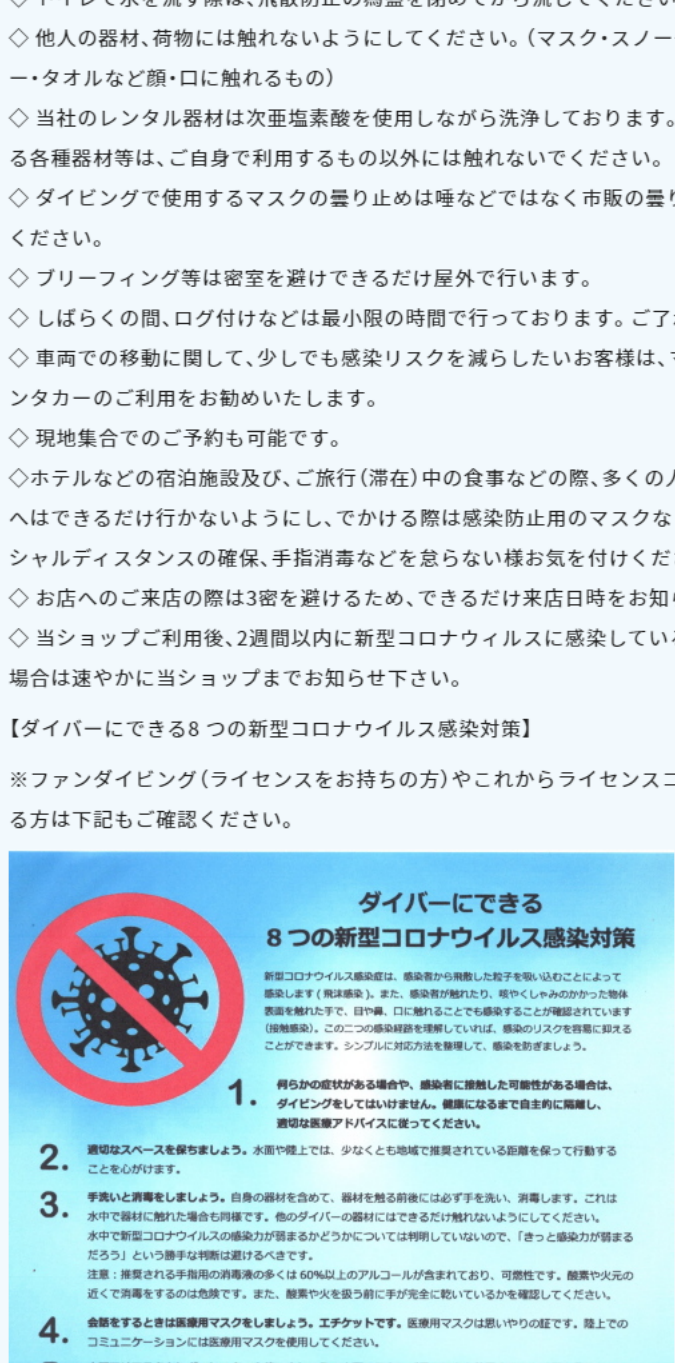 ◇ 他人の器材、荷物には触れないようにしてください。（マスク・スノー
ー・タオルなど顔・口に触れるもの）
◇ 当社のレンタル器材は次亜塩素酸を使用しながら洗浄しております。
る各種器材等は、ご自身で利用するもの以外には触れないでください。
◇ ダイビングで使用するマスクの曇り止めは唾などではなく市販の曇り
ください。
◇ ブリーフィング等は密室を避けできるだけ屋外で行います。
◇ しばらくの間、ログ付けなどは最小限の時間で行っております。ご了
◇ 車両での移動に関して、少しでも感染リスクを減らしたいお客様は、
ンタカーのご利用をお勧めいたします。
◇ 現地集合でのご予約も可能です。
◇ホテルなどの宿泊施設及び、ご旅行（滞在）中の食事などの際、多くの
へはできるだけ行かないようにし、でかける際は感染防止用のマスクな
シャルディスタンスの確保、手指消毒などを怠らない様お気を付けくだ
◇ お店へのご来店の際は3密を避けるため、できるだけ来店日時をお知
◇ 当ショップご利用後、2週間以内に新型コロナウィルスに感染してい
場合は速やかに当ショップまでお知らせ下さい。
【ダイバーにできる8 つの新型コロナウイルス感染対策】
※ファンダイビング（ライセンスをお持ちの方）やこれからライセンスコ
る方は下記もご確認ください。
ダイバーにできる
8 つの新型コロナウイルス感染対策
新型コロナウイルス感染症は、感染者から飛散した粒子を吸い込むことによって
感染します ( 飛沫感染 )。また、感染者が触れたり、咳やくしゃみのかかった物体
表面を触れた手で、目や鼻、口に触れることでも感染することが確認されています
（接触感染）。この二つの感染経路を理解していれば、感染のリスクを容易に抑える
ことができます。シンプルに対応方法を整理して、感染を防ぎましょう。
1. 何らかの症状がある場合や、感染者に接触した可能性がある場合は、
ダイビングをしてはいけません。健康になるまで自主的に隔離し、
適切な医療アドバイスに従ってください。
2. 適切なスペースを保ちましょう。水面や陸上では、少なくとも地域で推奨されている距離を保って行動する
ことを心がけます。
3. 手洗いと消毒をしましょう。自身の器材を含めて、器材を触る前後には必ず手を洗い、消毒します。これは
水中で器材に触れた場合も同様です。他のダイバーの器材にはできるだけ触れないようにしてください。
水中で新型コロナウイルスの感染力が弱まるかどうかについては判明していないので、「きっと感染力が弱まる
だろう」という勝手な判断は避けるべきです。
注意：推奨される手指用の消毒液の多くは 60%以上のアルコールが含まれており、可燃性です。酸素や火元の
近くで消毒をするのは危険です。また、酸素や火を扱う前に手が完全に乾いているかを確認してください。
4. 会話をするときは医療用マスクをしましょう。エチケットです。医療用マスクは思いやりの証です。陸上での
コミュニケーションには医療用マスクを使用してください。